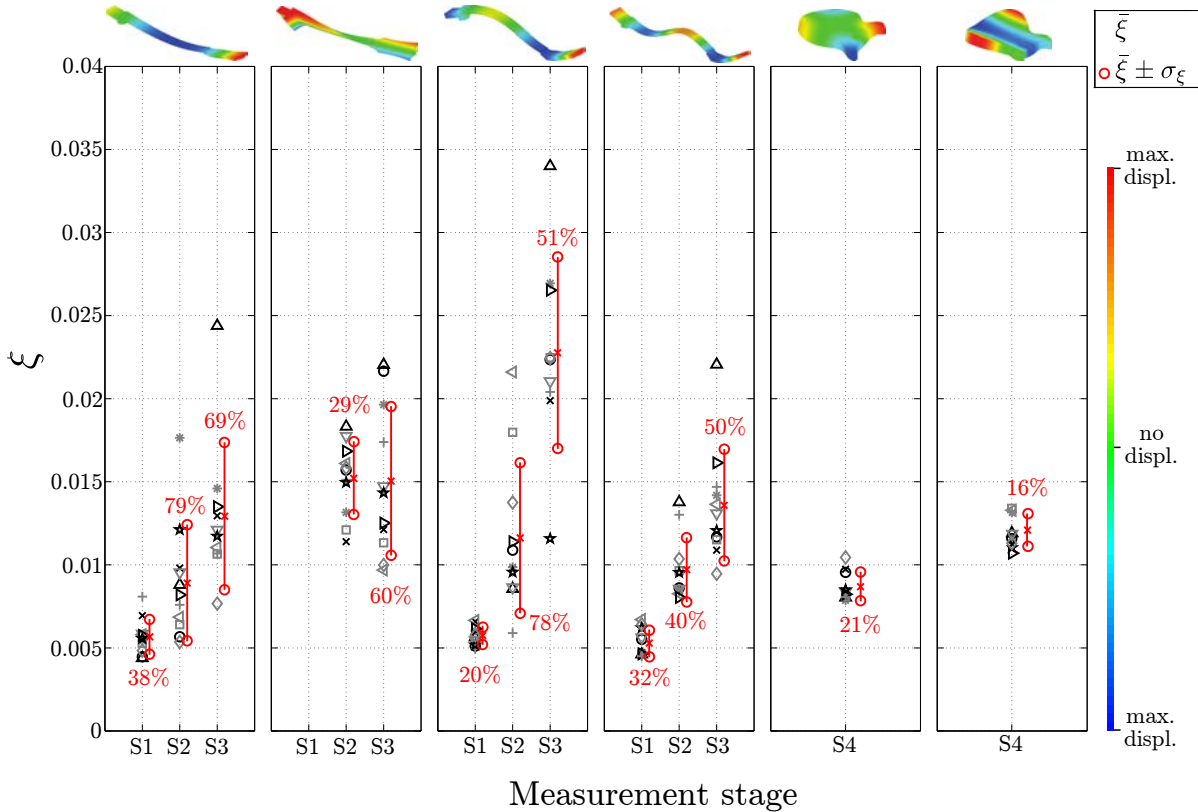 ξ̄
ξ̄ ± σ_ξ
0.04
0.035
0.03
0.025
0.02
0.015
0.01
0.005
0
ξ
38%
79%
69%
29%
60%
20%
78%
51%
32%
40%
50%
21%
16%
S1 S2 S3
S1 S2 S3
S1 S2 S3
S1 S2 S3
S4
S4
Measurement stage
max.
displ.
no
displ.
max.
displ.